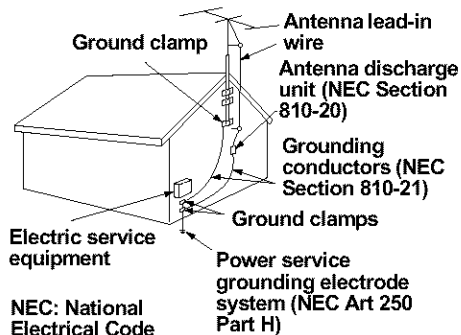 Antenna lead-in
wire
Ground clamp
Antenna discharge
unit (NEC Section
810-20)
Grounding
conductors (NEC
Section 810-21)
Ground clamps
Electric service
equipment
Power service
grounding electrode
system (NEC Art 250
Part H)
NEC: National
Electrical Code